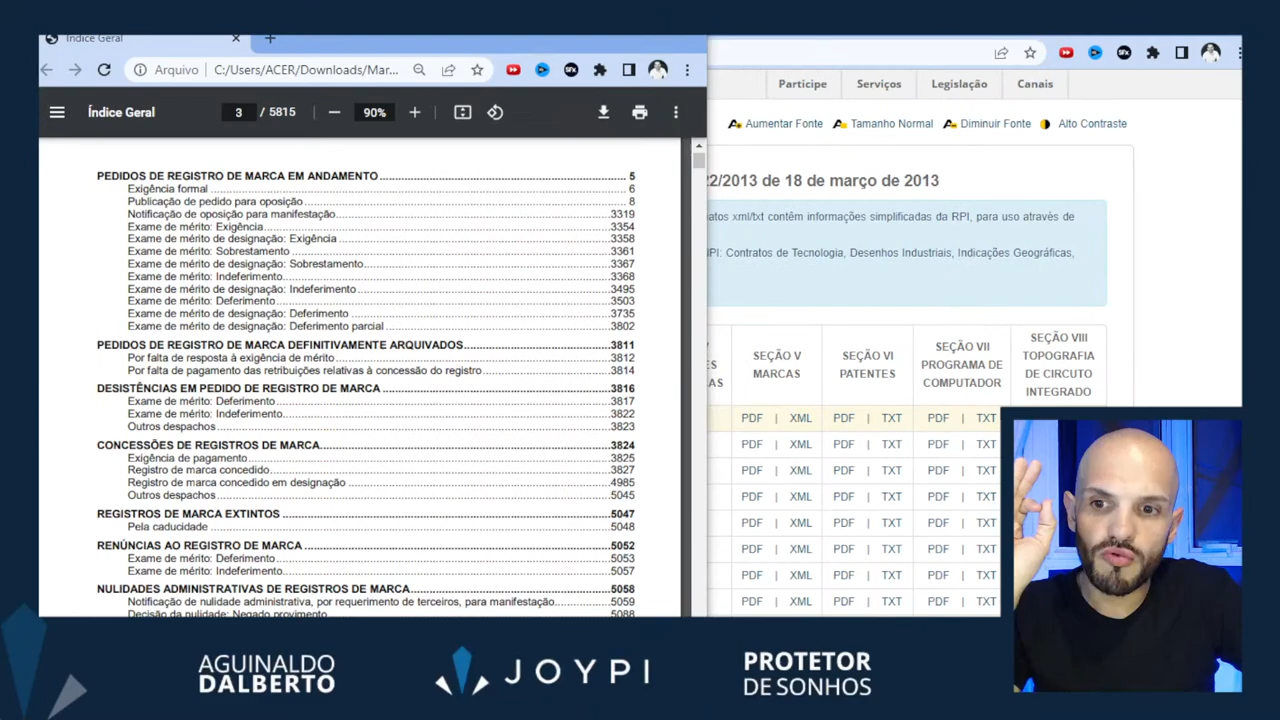 Índice Geral
Arquivo C:/Users/ACER/Downloads/Mar...
Índice Geral 3 / 5815 90%
PEDIDOS DE REGISTRO DE MARCA EM ANDAMENTO 5
Exigência formal 6
Publicação de pedido para oposição 8
Notificação de oposição para manifestação 3319
Exame de mérito: Exigência 3354
Exame de mérito de designação: Exigência 3358
Exame de mérito: Sobrestamento 3361
Exame de mérito de designação: Sobrestamento 3367
Exame de mérito: Indeferimento 3368
Exame de mérito de designação: Indeferimento 3495
Exame de mérito: Deferimento 3503
Exame de mérito de designação: Deferimento 3735
Exame de mérito de designação: Deferimento parcial 3802
PEDIDOS DE REGISTRO DE MARCA DEFINITIVAMENTE ARQUIVADOS 3811
Por falta de resposta à exigência de mérito 3812
Por falta de pagamento das retribuições relativas à concessão do registro 3814
DESISTÊNCIAS EM PEDIDO DE REGISTRO DE MARCA 3816
Exame de mérito: Deferimento 3817
Exame de mérito: Indeferimento 3822
Outros despachos 3823
CONCESSÕES DE REGISTROS DE MARCA 3824
Exigência de pagamento 3825
Registro de marca concedido 3827
Registro de marca concedido em designação 4985
Outros despachos 5045
REGISTROS DE MARCA EXTINTOS 5047
Pela caducidade 5048
RENÚNCIAS AO REGISTRO DE MARCA 5052
Exame de mérito: Deferimento 5053
Exame de mérito: Indeferimento 5057
NULIDADES ADMINISTRATIVAS DE REGISTROS DE MARCA 5058
Notificação de nulidade administrativa, por requerimento de terceiros, para manifestação 5059
Decisão da nulidade: Negado provimento 5088
Participe Serviços Legislação Canais
Aumentar Fonte Tamanho Normal Diminuir Fonte Alto Contraste
22/2013 de 18 de março de 2013
atos xml/txt contêm informações simplificadas da RPI, para uso através de
PI: Contratos de Tecnologia, Desenhos Industriais, Indicações Geográficas,
SEÇÃO V
MARCAS
SEÇÃO VI
PATENTES
SEÇÃO VII
PROGRAMA DE
COMPUTADOR
SEÇÃO VIII
TOPOGRAFIA
DE CIRCUTO
INTEGRADO
PDF | XML PDF | TXT PDF | TXT
PDF | XML PDF | TXT PDF | TXT
PDF | XML PDF | TXT PDF | TXT
PDF | XML PDF | TXT PDF | TXT
PDF | XML PDF | TXT PDF | TXT
PDF | XML PDF | TXT PDF | TXT
PDF | XML PDF | TXT PDF | TXT
PDF | XML PDF | TXT PDF | TXT
AGUINALDO
DALBERTO
JOYPI
PROTETOR
DE SONHOS